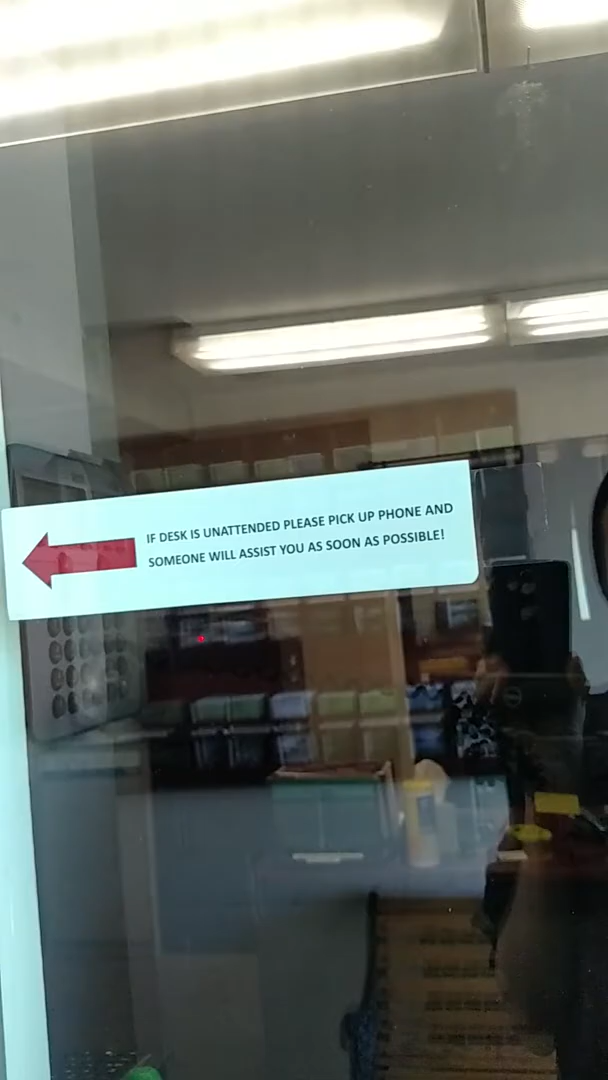 IF DESK IS UNATTENDED PLEASE PICK UP PHONE AND
SOMEONE WILL ASSIST YOU AS SOON AS POSSIBLE!